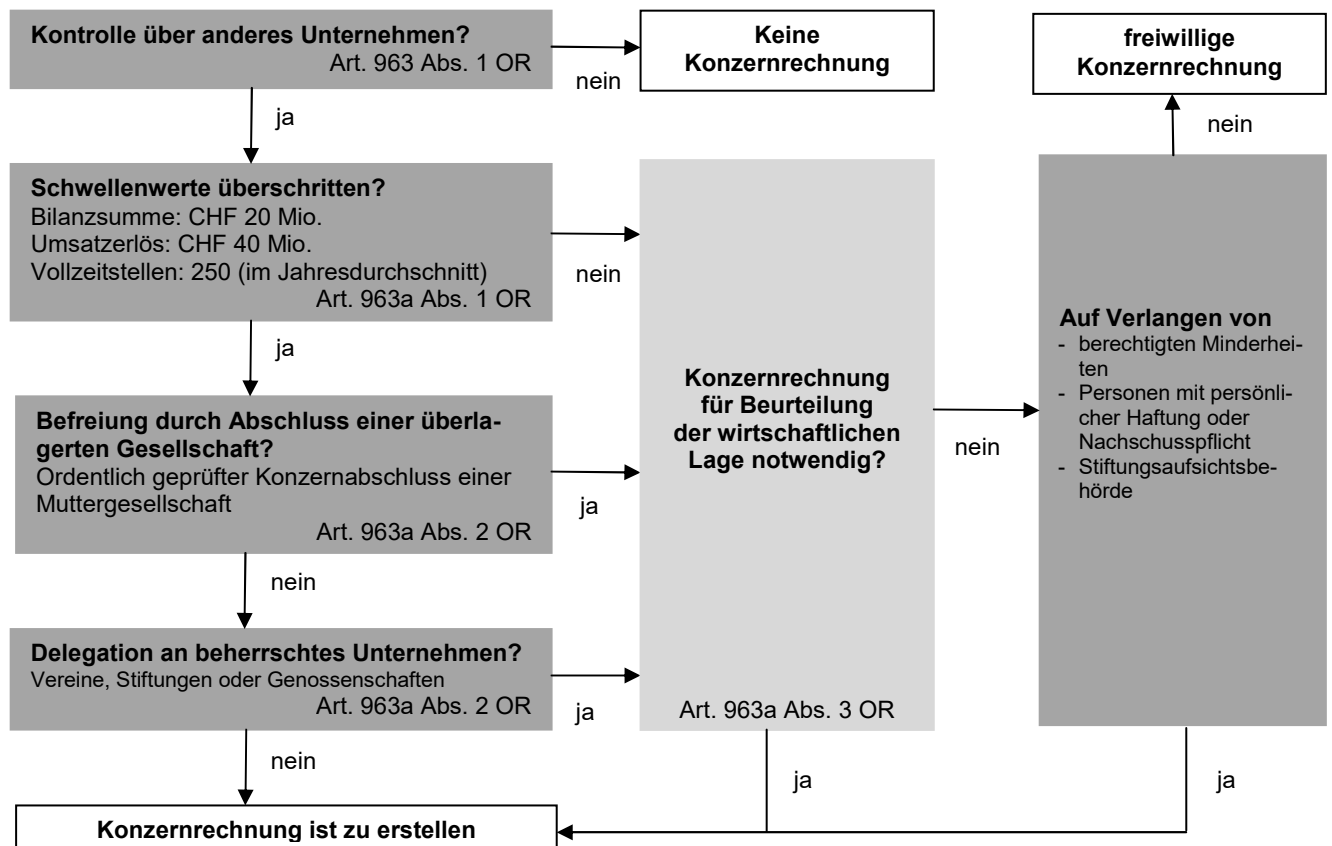 Kontrolle über anderes Unternehmen?
Art. 963 Abs. 1 OR
nein
Keine
Konzernrechnung
freiwillige
Konzernrechnung
nein
ja
Schwellenwerte überschritten?
Bilanzsumme: CHF 20 Mio.
Umsatzerlös: CHF 40 Mio.
Vollzeitstellen: 250 (im Jahresdurchschnitt)
Art. 963a Abs. 1 OR
nein
ja
Befreiung durch Abschluss einer überla-
gerten Gesellschaft?
Ordentlich geprüfter Konzernabschluss einer
Muttergesellschaft
Art. 963a Abs. 2 OR
ja
nein
Delegation an beherrschtes Unternehmen?
Vereine, Stiftungen oder Genossenschaften
Art. 963a Abs. 2 OR
ja
nein
Konzernrechnung
für Beurteilung
der wirtschaftlichen
Lage notwendig?
Art. 963a Abs. 3 OR
nein
ja
Auf Verlangen von
- berechtigten Minderhei-
ten
- Personen mit persönli-
cher Haftung oder
Nachschusspflicht
- Stiftungsaufsichtsbe-
hörde
ja
Konzernrechnung ist zu erstellen